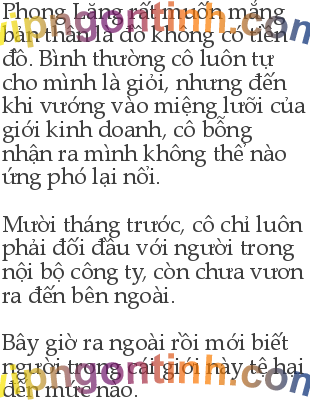 Phong Lăng rất muốn mắng
bản thân là đồ không có tiền
đồ. Bình thường cô luôn tự
cho mình là giỏi, nhưng đến
khi vướng vào miệng lưỡi của
giới kinh doanh, cô bỗng
nhận ra mình không thể nào
ứng phó lại nổi.
Mười tháng trước, cô chỉ luôn
phải đối đầu với người trong
nội bộ công ty, còn chưa vươn
ra đến bên ngoài.
Bây giờ ra ngoài rồi mới biết
người trong cái giới này tệ hại
đến mức nào.
vipngontinh.com
vipngontinh.com